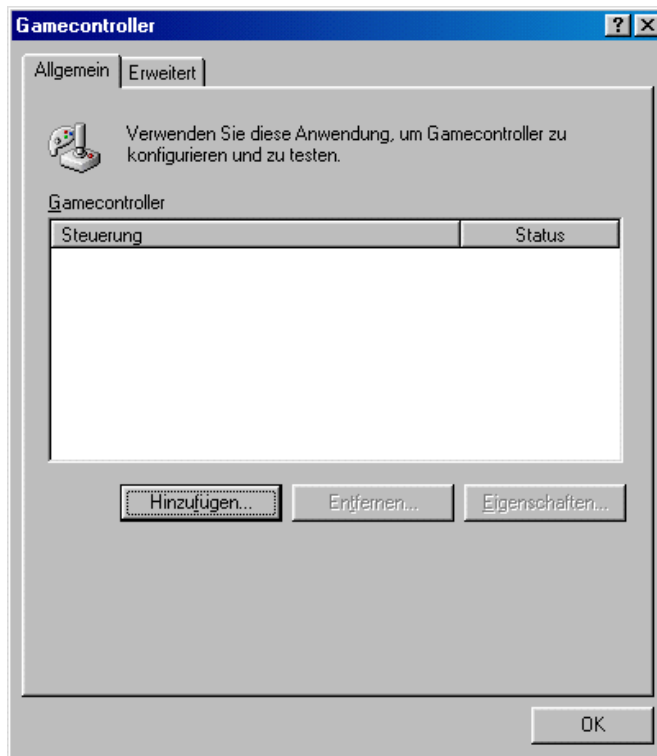 Gamecontroller
Allgemein Erweitert
Verwenden Sie diese Anwendung, um Gamecontroller zu
konfigurieren und zu testen.
Gamecontroller
Steuerung Status
Hinzufügen... Entfernen... Eigenschaften...
OK